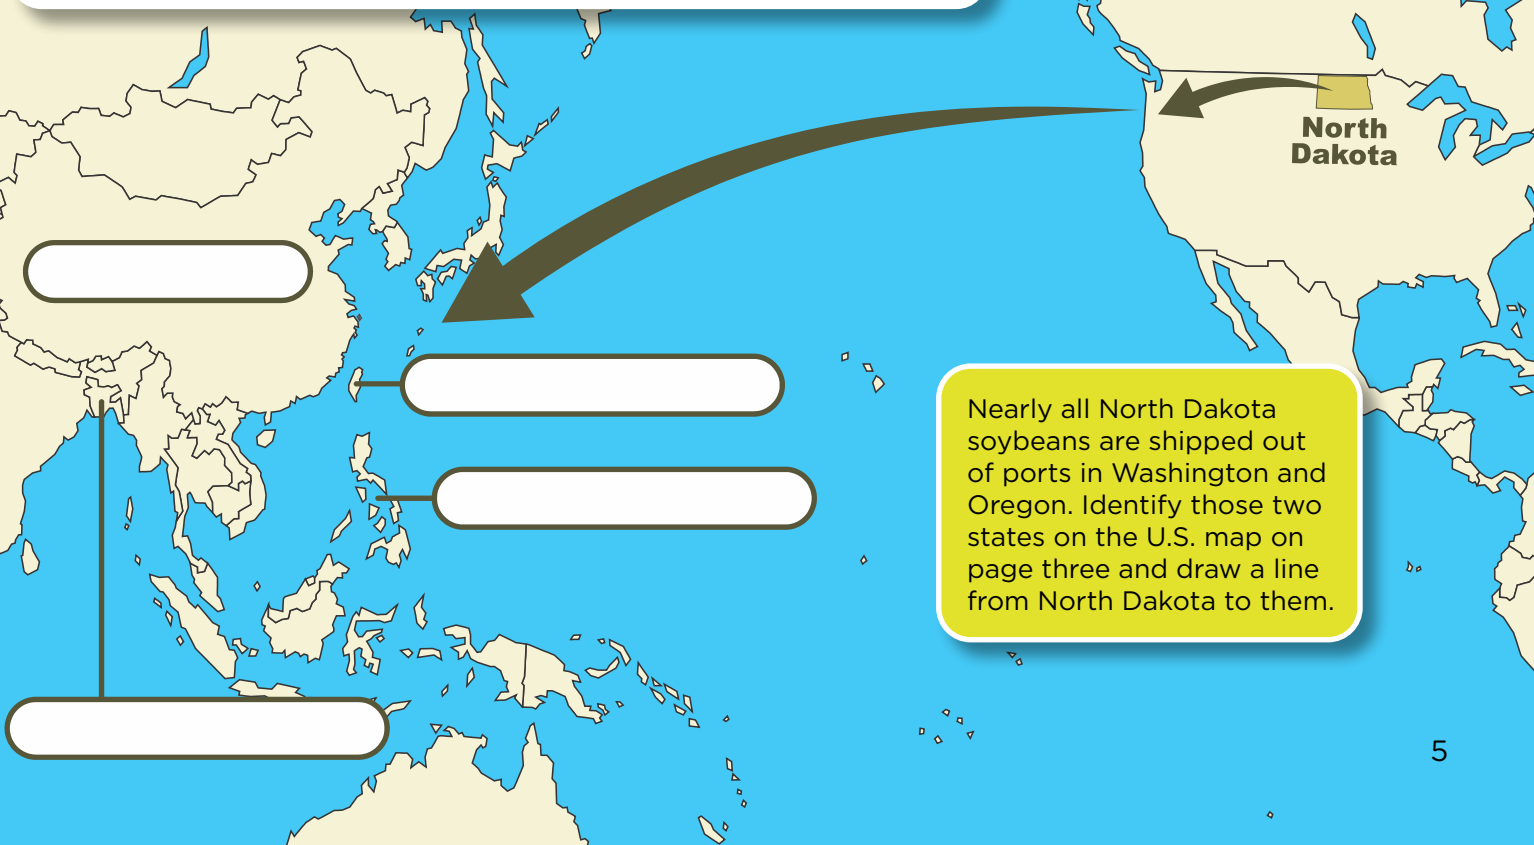 North
Dakota
Nearly all North Dakota
soybeans are shipped out
of ports in Washington and
Oregon. Identify those two
states on the U.S. map on
page three and draw a line
from North Dakota to them.
5